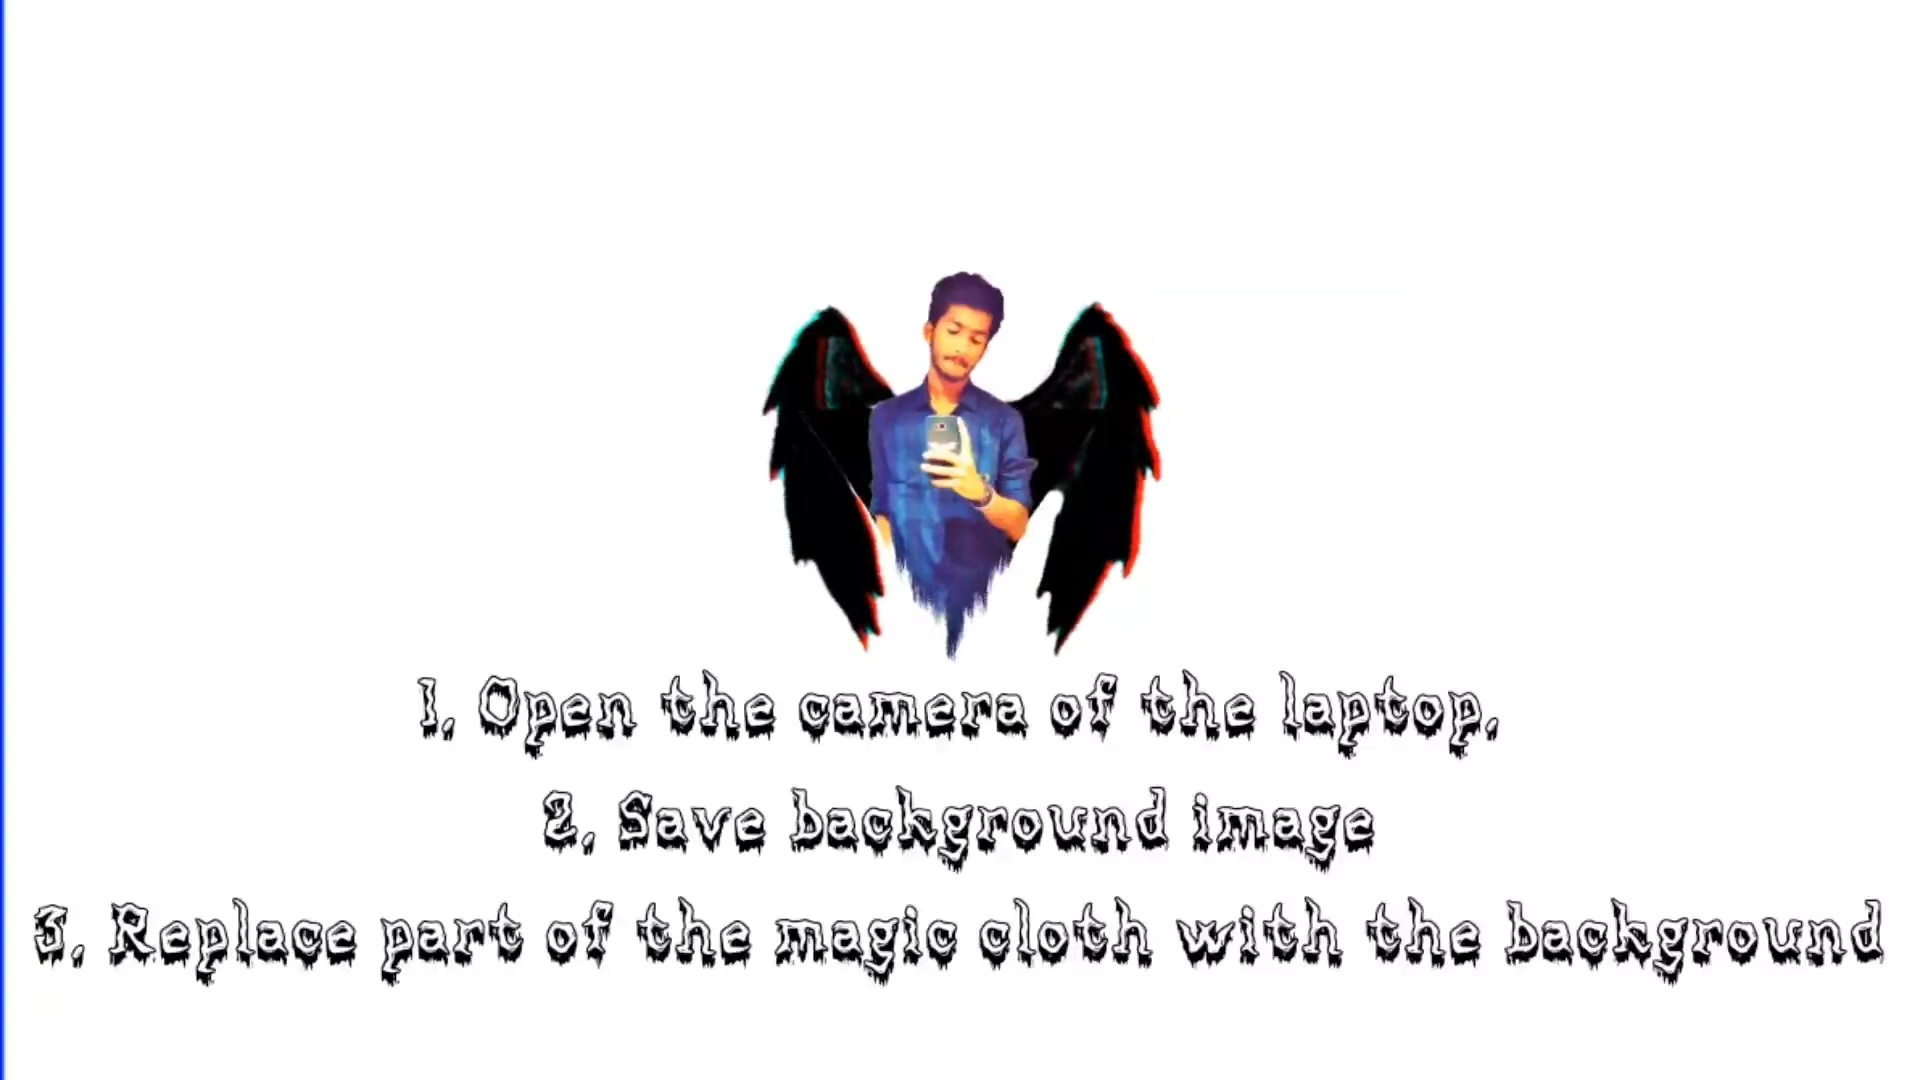 1. Open the camera of the laptop.
2. Save background image
3. Replace part of the magic cloth with the background